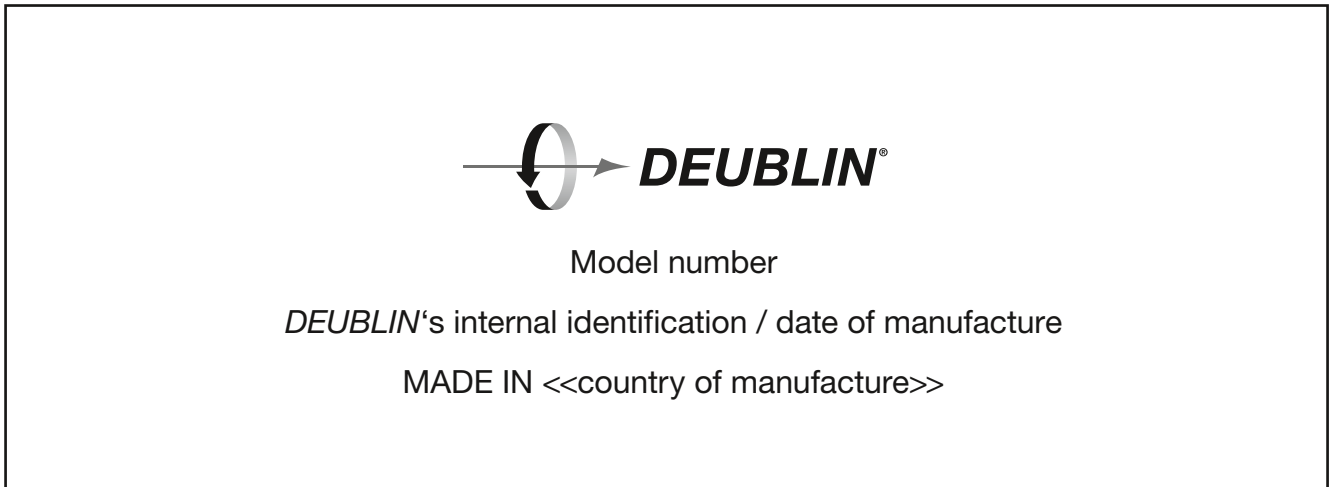 DEUBLIN®
Model number
DEUBLIN‘s internal identification / date of manufacture
MADE IN <<country of manufacture>>